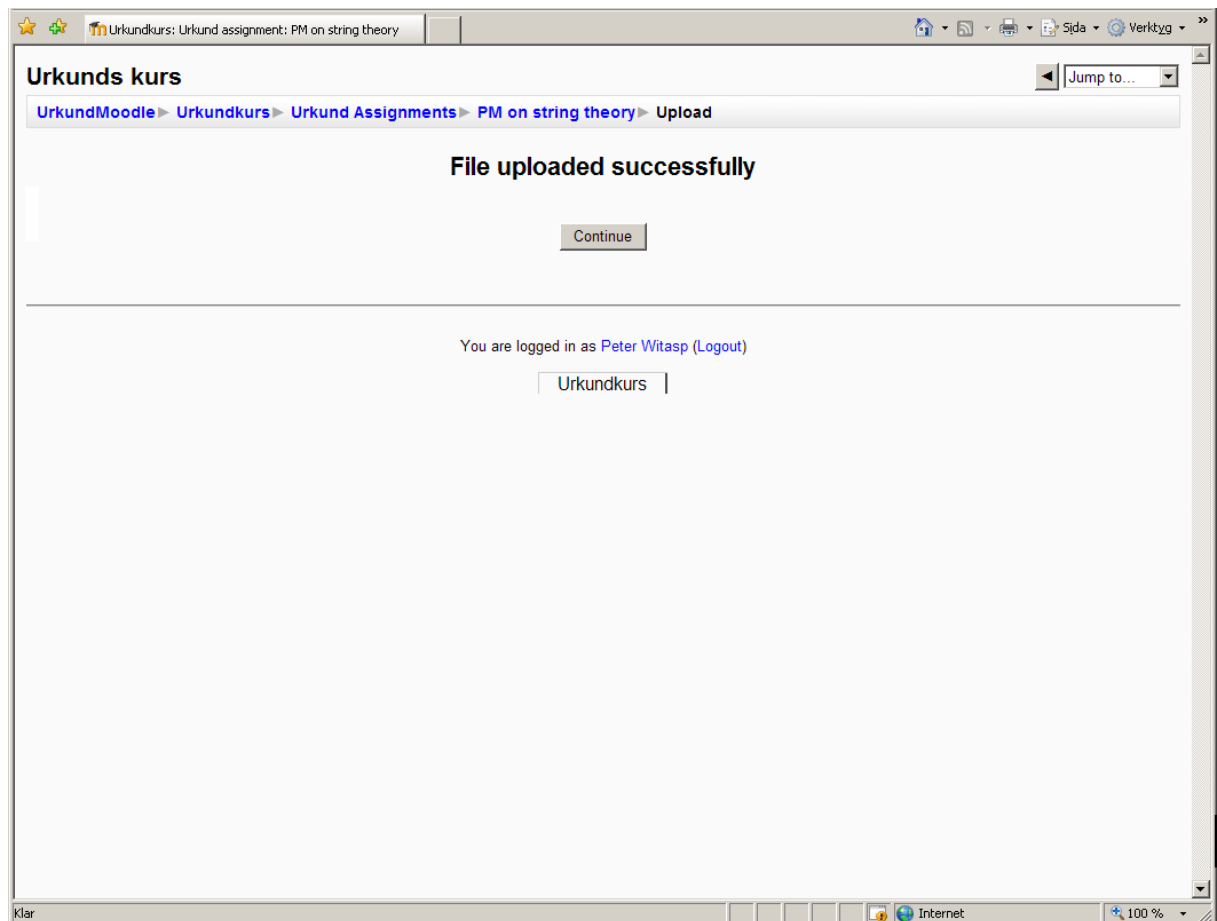 Urkundkurs: Urkund assignment: PM on string theory
Sida
Verktyg
»
Urkunds kurs
Jump to...
UrkundMoodle ► Urkundkurs ► Urkund Assignments ► PM on string theory ► Upload
File uploaded successfully
Continue
You are logged in as Peter Witasp (Logout)
Urkundkurs
Klar
Internet
100 %